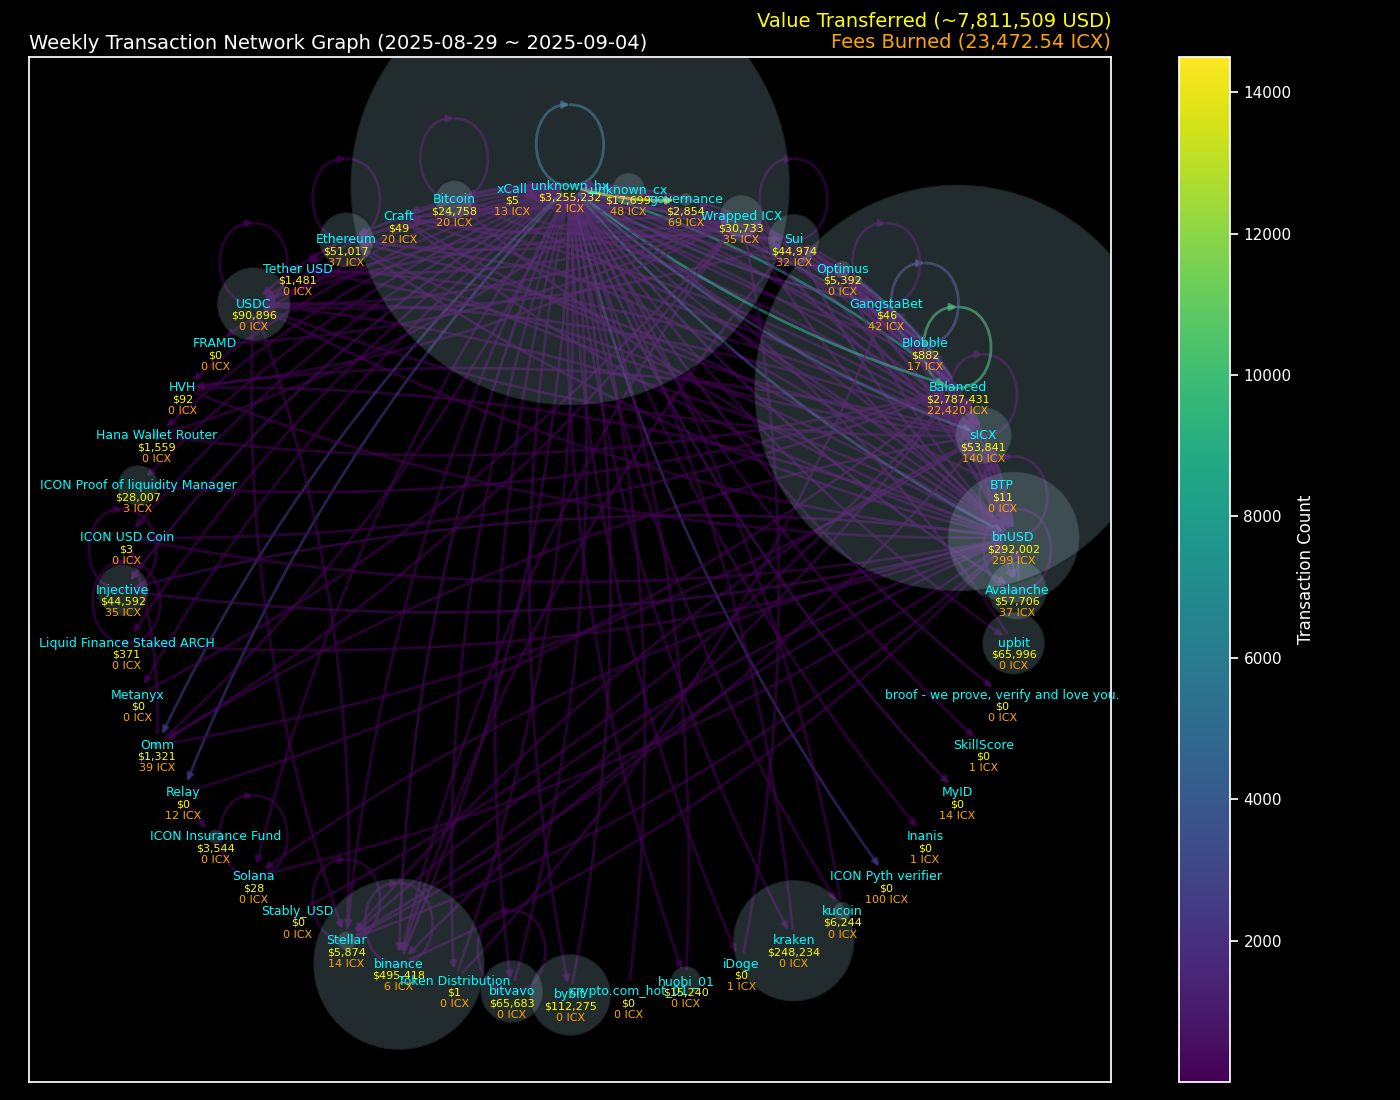 Value Transferred (~7,811,509 USD)
Weekly Transaction Network Graph (2025-08-29 ~ 2025-09-04)
Fees Burned (23,472.54 ICX)
unknown_hx
$3,255,232
2 ICX
unknown_cx
$17,699
48 ICX
governance
$2,854
69 ICX
Wrapped ICX
$30,733
35 ICX
Sui
$44,974
32 ICX
Optimus
$5,392
0 ICX
GangstaBet
$46
42 ICX
Blobble
$882
17 ICX
Balanced
$2,787,431
22,420 ICX
sICX
$53,841
140 ICX
BTP
$11
0 ICX
bnUSD
$292,002
299 ICX
Avalanche
$57,706
37 ICX
upbit
$65,996
0 ICX
broof - we prove, verify and love you.
$0
0 ICX
SkillScore
$0
1 ICX
MyID
$0
14 ICX
Inanis
$0
1 ICX
ICON Pyth verifier
$0
100 ICX
kucoin
$6,244
0 ICX
kraken
$248,234
0 ICX
iDoge
$0
1 ICX
huobi_01
$15,240
0 ICX
crypto.com_hot
$0
0 ICX
bybit
$112,275
0 ICX
bitvavo
$65,683
0 ICX
Token Distribution
$1
0 ICX
binance
$495,418
6 ICX
Stellar
$5,874
14 ICX
Stably_USD
$0
0 ICX
Solana
$28
0 ICX
ICON Insurance Fund
$3,544
0 ICX
Relay
$0
12 ICX
Omm
$1,321
39 ICX
Metanyx
$0
0 ICX
Liquid Finance Staked ARCH
$371
0 ICX
Injective
$44,592
35 ICX
ICON USD Coin
$3
0 ICX
ICON Proof of liquidity Manager
$28,007
3 ICX
Hana Wallet Router
$1,559
0 ICX
HVH
$92
0 ICX
FRAMD
$0
0 ICX
USDC
$90,896
0 ICX
Tether USD
$1,481
0 ICX
Ethereum
$51,017
37 ICX
Craft
$49
20 ICX
Bitcoin
$24,758
20 ICX
xCall
$5
13 ICX
14000
12000
10000
8000
6000
4000
2000
Transaction Count